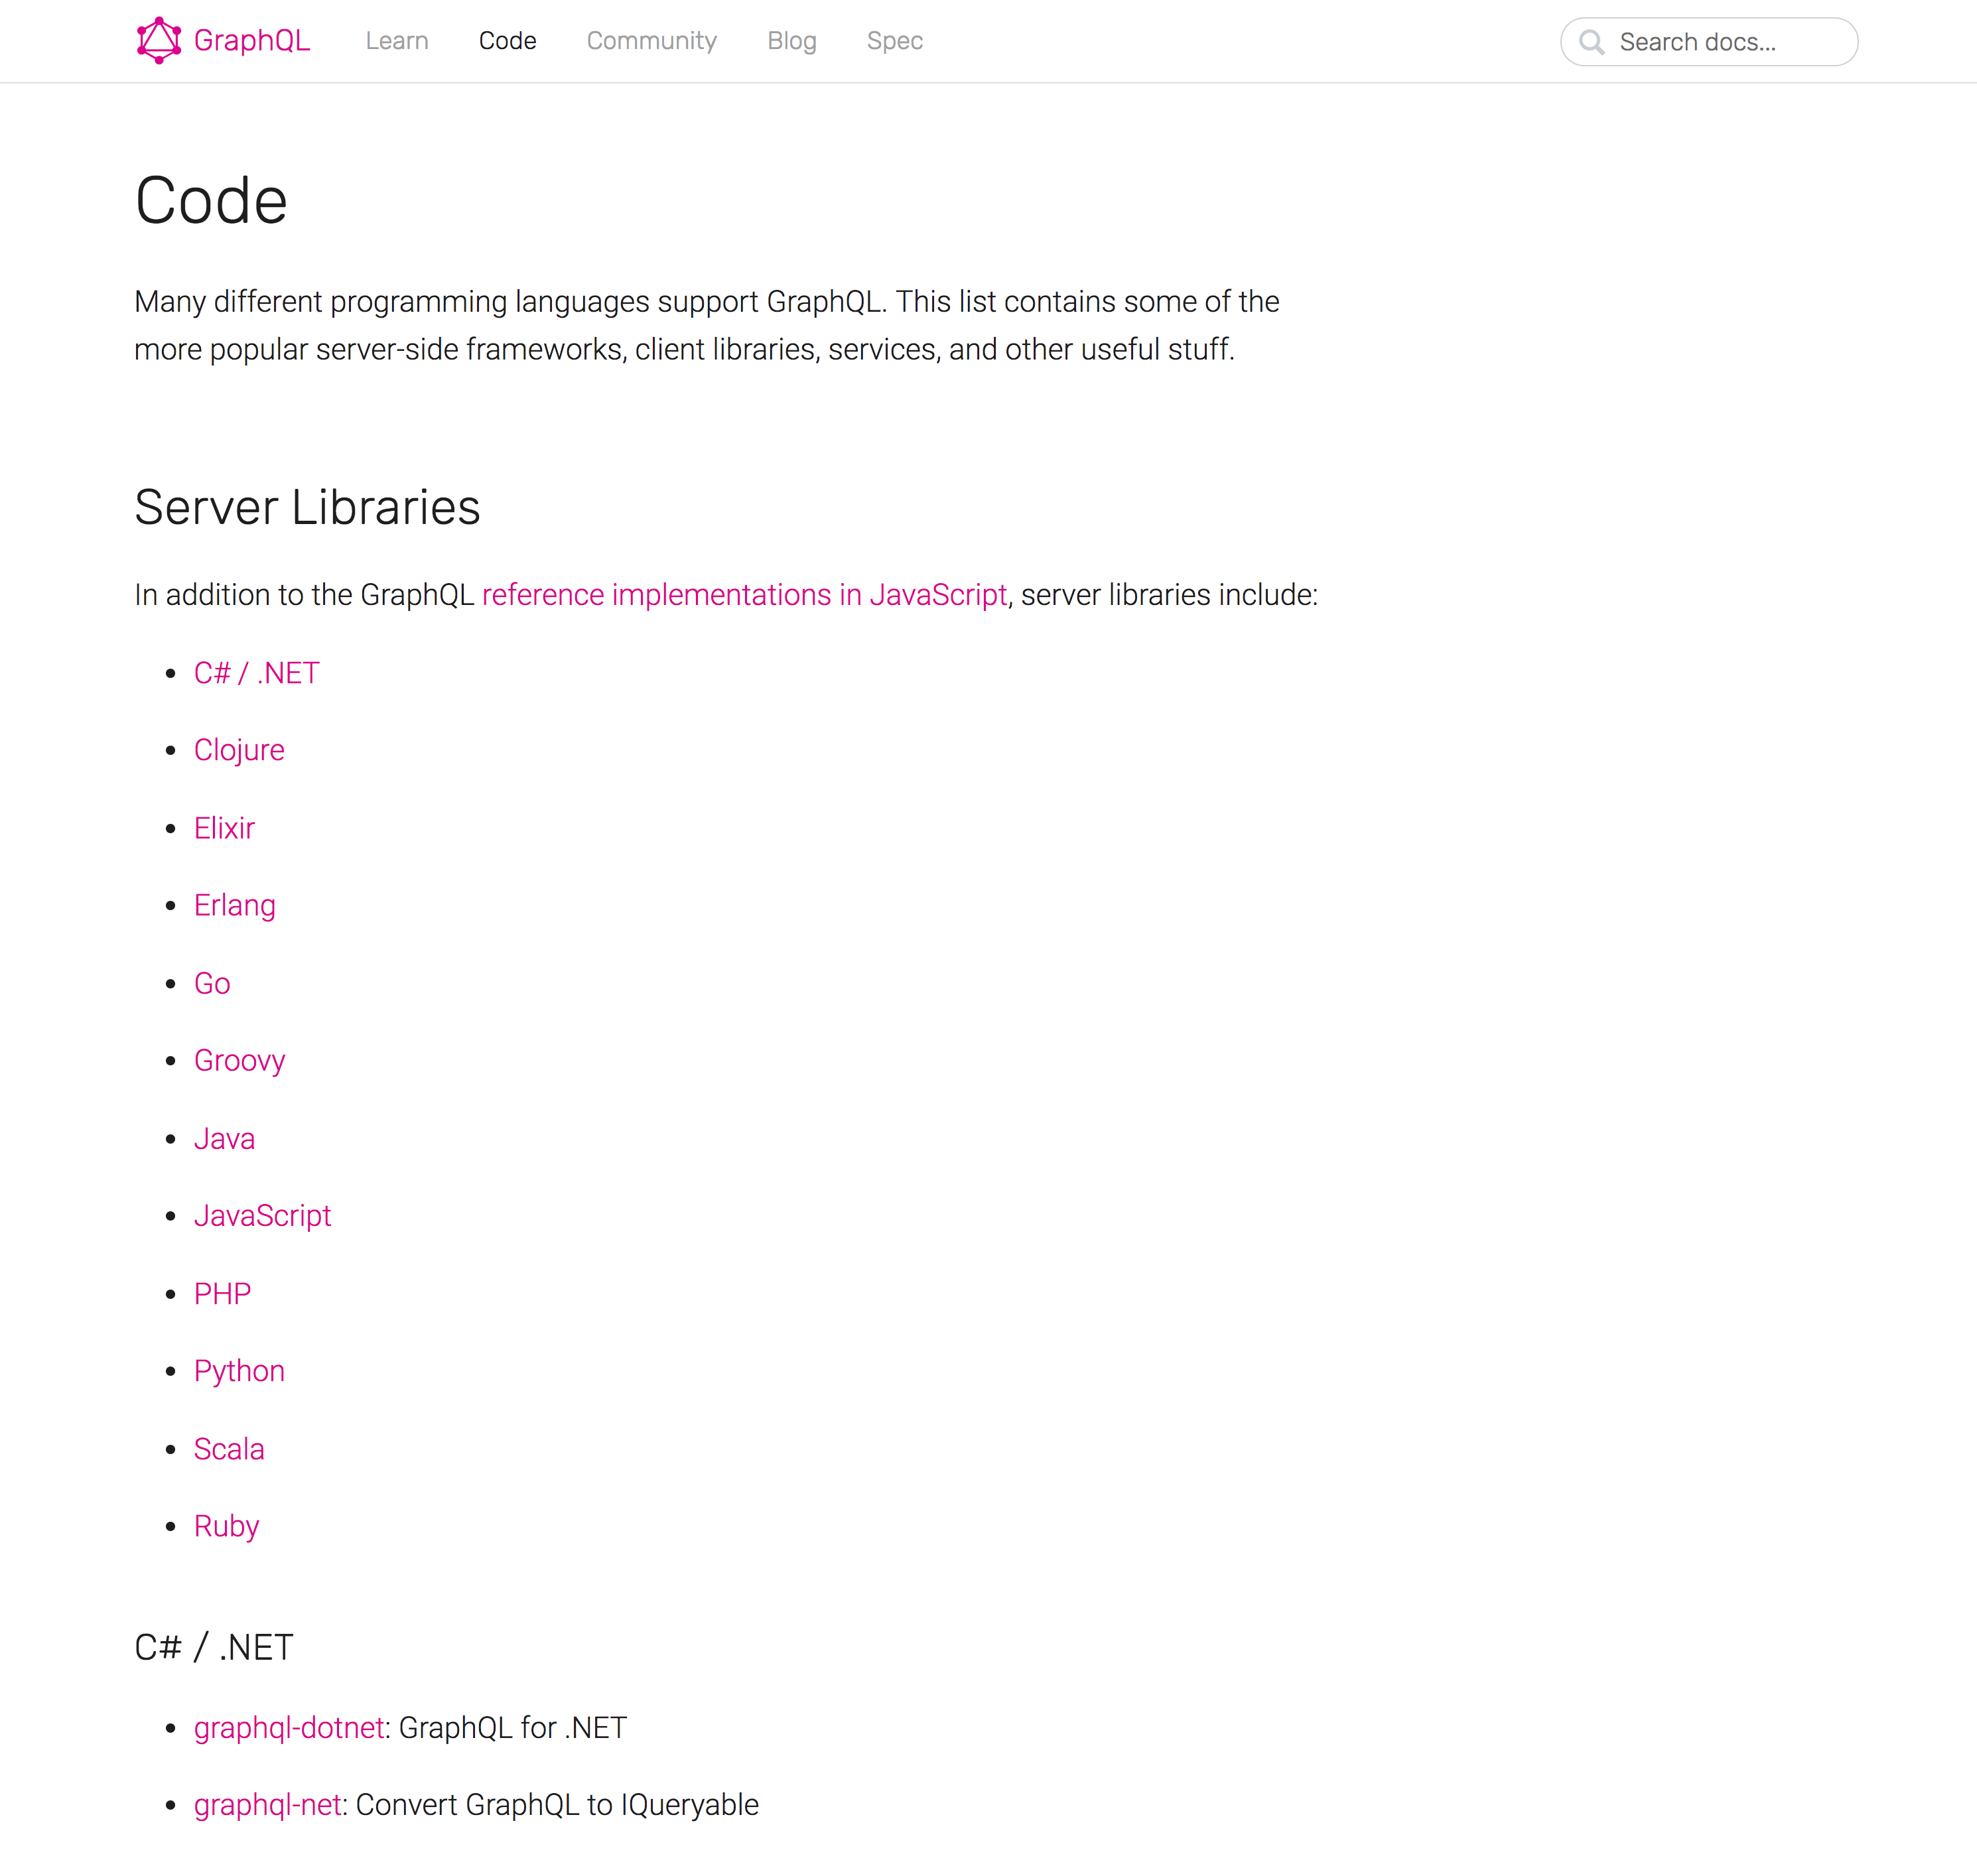 GraphQL Learn Code Community Blog Spec Search docs...
Code
Many different programming languages support GraphQL. This list contains some of the
more popular server-side frameworks, client libraries, services, and other useful stuff.
Server Libraries
In addition to the GraphQL reference implementations in JavaScript, server libraries include:
• C# / .NET
• Clojure
• Elixir
• Erlang
• Go
• Groovy
• Java
• JavaScript
• PHP
• Python
• Scala
• Ruby
C# / .NET
• graphql-dotnet: GraphQL for .NET
• graphql-net: Convert GraphQL to IQueryable